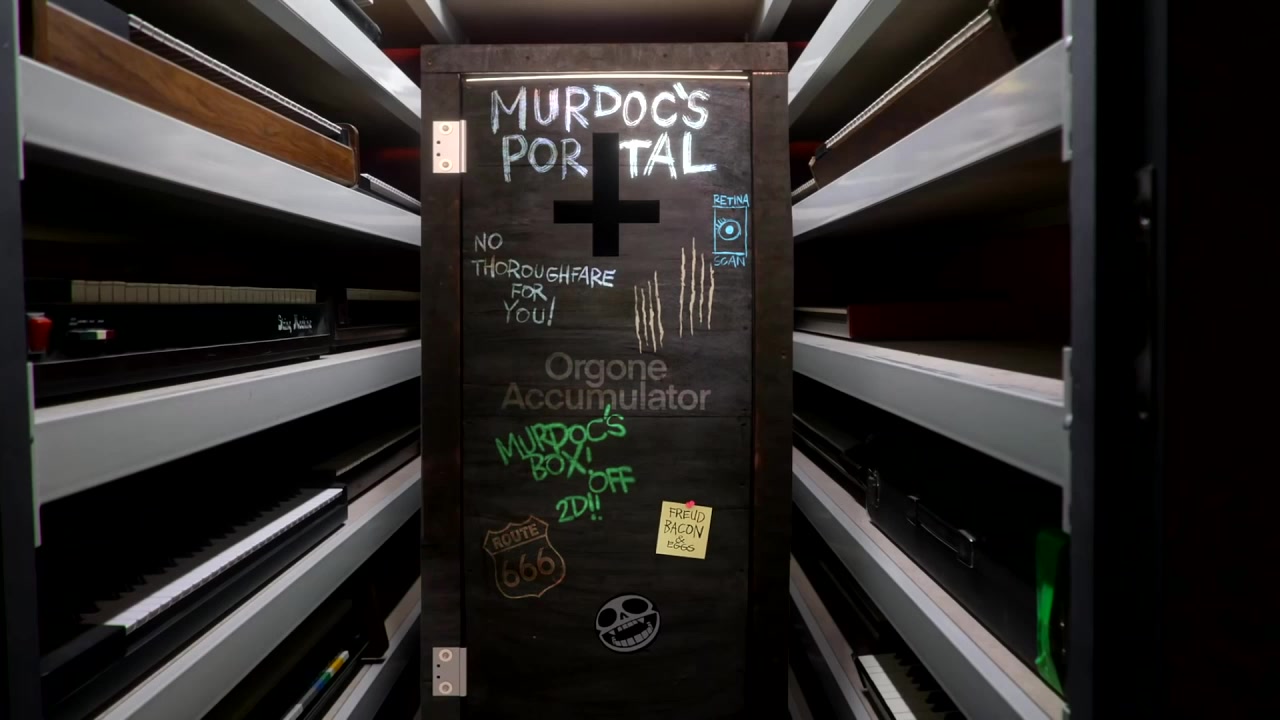 MURDOC'S
PORTAL
RETINA
SCAN
NO
THOROUGHFARE
FOR
YOU!
Orgone
Accumulator
MURDOC'S
BOX!
OFF
2D!!
FREUD
BACON
&
EGGS
ROUTE
666